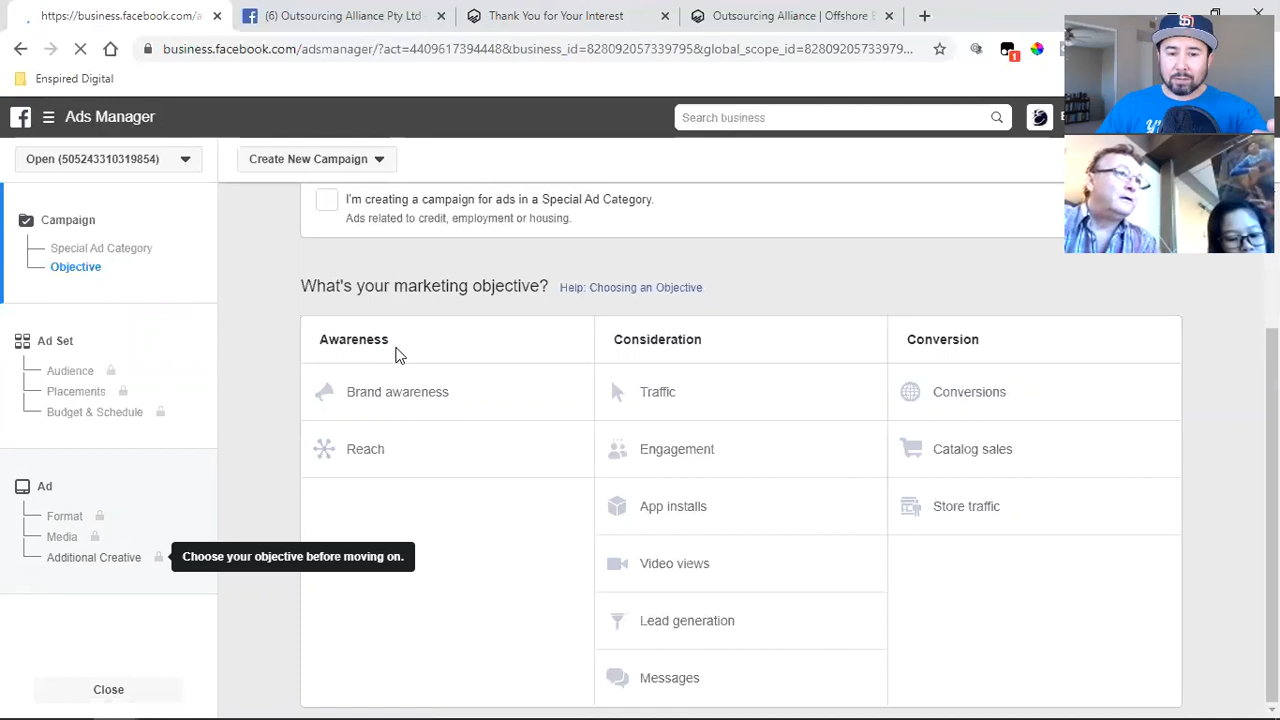 https://business.facebook.com/a
(6) Outsourcing Alliance Pty Ltd -
Thank You for Your Interest
Outsourcing Alliance | Offshore E
business.facebook.com/adsmanager/?act=4409617394448&business_id=828092057339795&global_scope_id=82809205733979...
1
Enspired Digital
Ads Manager
Search business
Open (505243310319854)
Create New Campaign
Campaign
Special Ad Category
Objective
I'm creating a campaign for ads in a Special Ad Category.
Ads related to credit, employment or housing.
What's your marketing objective?
Help: Choosing an Objective
Ad Set
Audience
Placements
Budget & Schedule
Awareness
Consideration
Conversion
Brand awareness
Traffic
Conversions
Reach
Engagement
Catalog sales
App installs
Store traffic
Video views
Lead generation
Messages
Ad
Format
Media
Additional Creative
Choose your objective before moving on.
Close